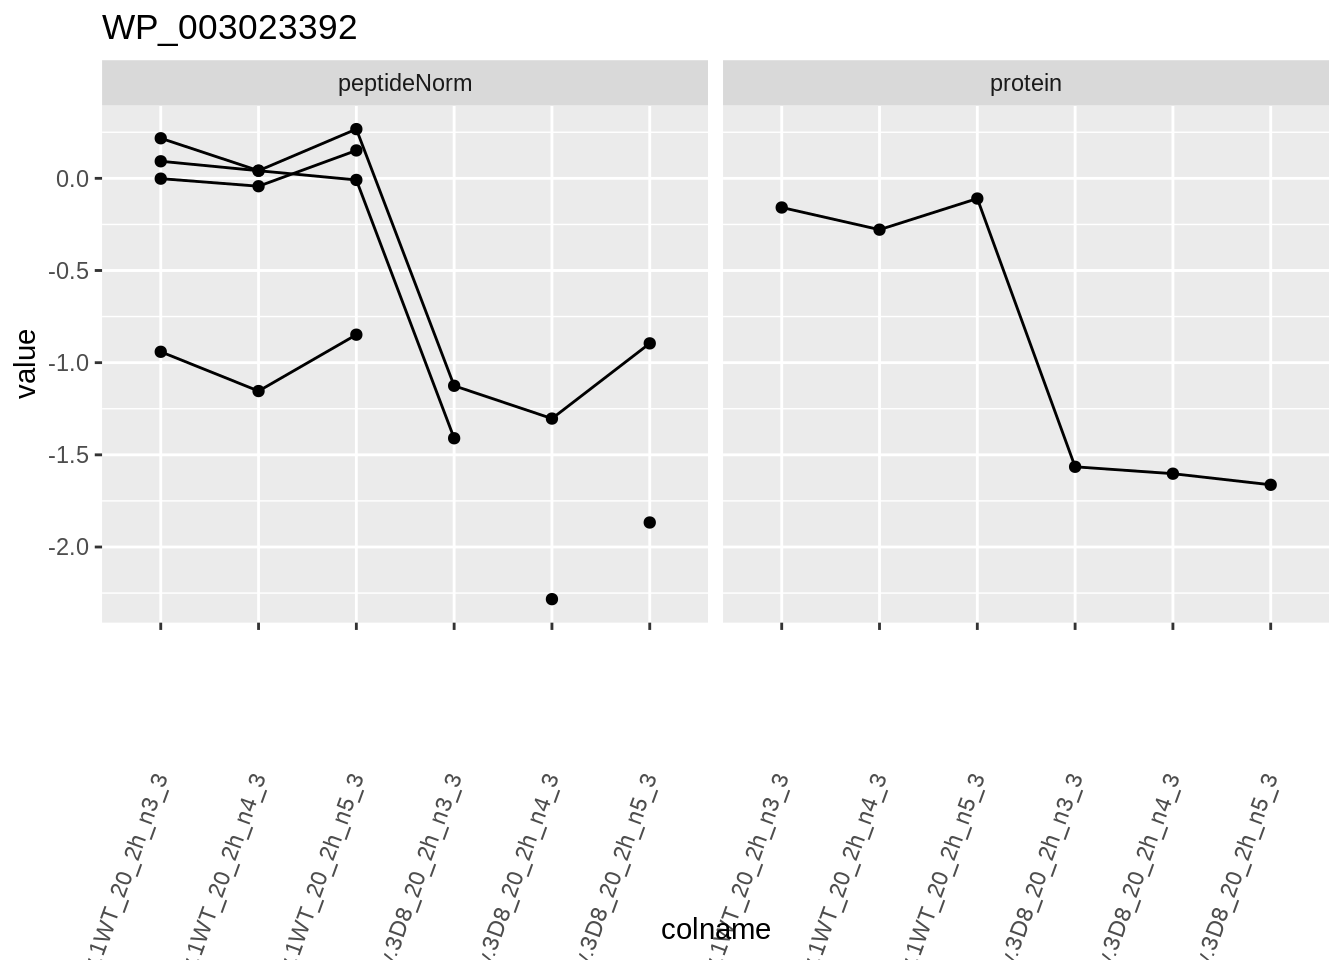 WP_003023392
peptideNorm
protein
value
0.0
-0.5
-1.0
-1.5
-2.0
1WT_20_2h_n3_3
1WT_20_2h_n4_3
1WT_20_2h_n5_3
.3D8_20_2h_n3_3
.3D8_20_2h_n4_3
.3D8_20_2h_n5_3
1WT_20_2h_n3_3
1WT_20_2h_n4_3
1WT_20_2h_n5_3
.3D8_20_2h_n3_3
.3D8_20_2h_n4_3
.3D8_20_2h_n5_3
colname